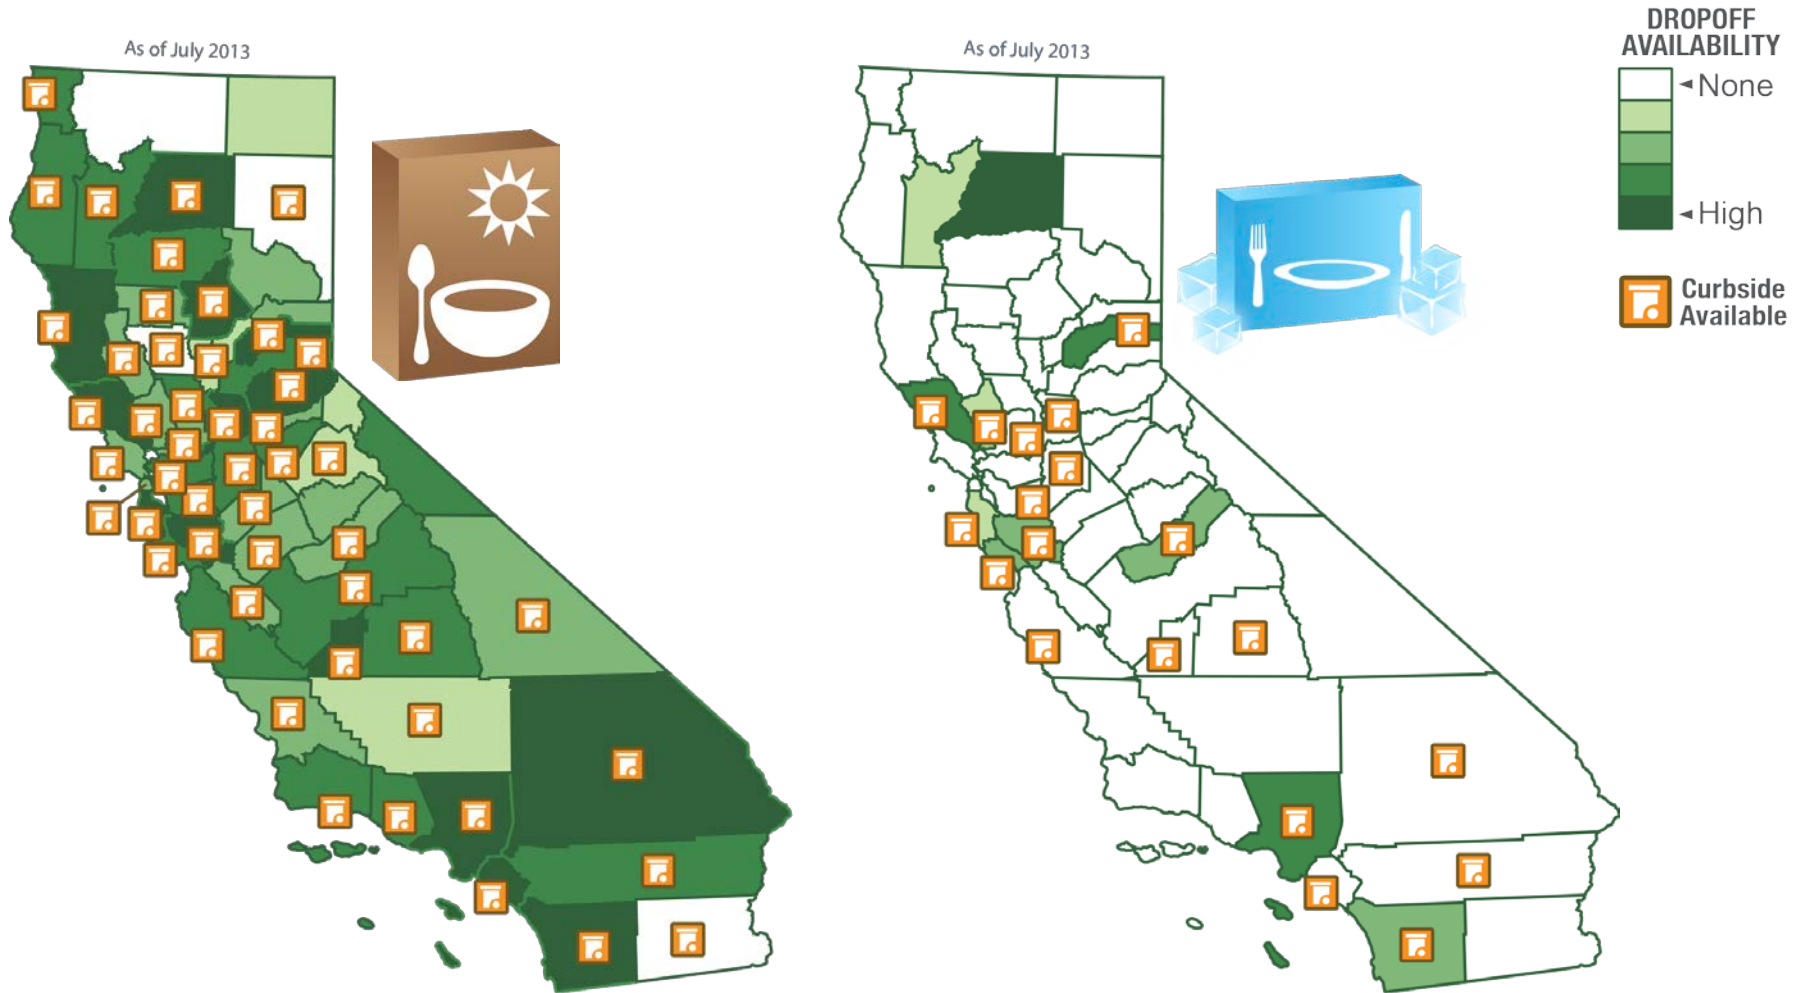 As of July 2013
As of July 2013
DROPOFF
AVAILABILITY
None
High
Curbside
Available